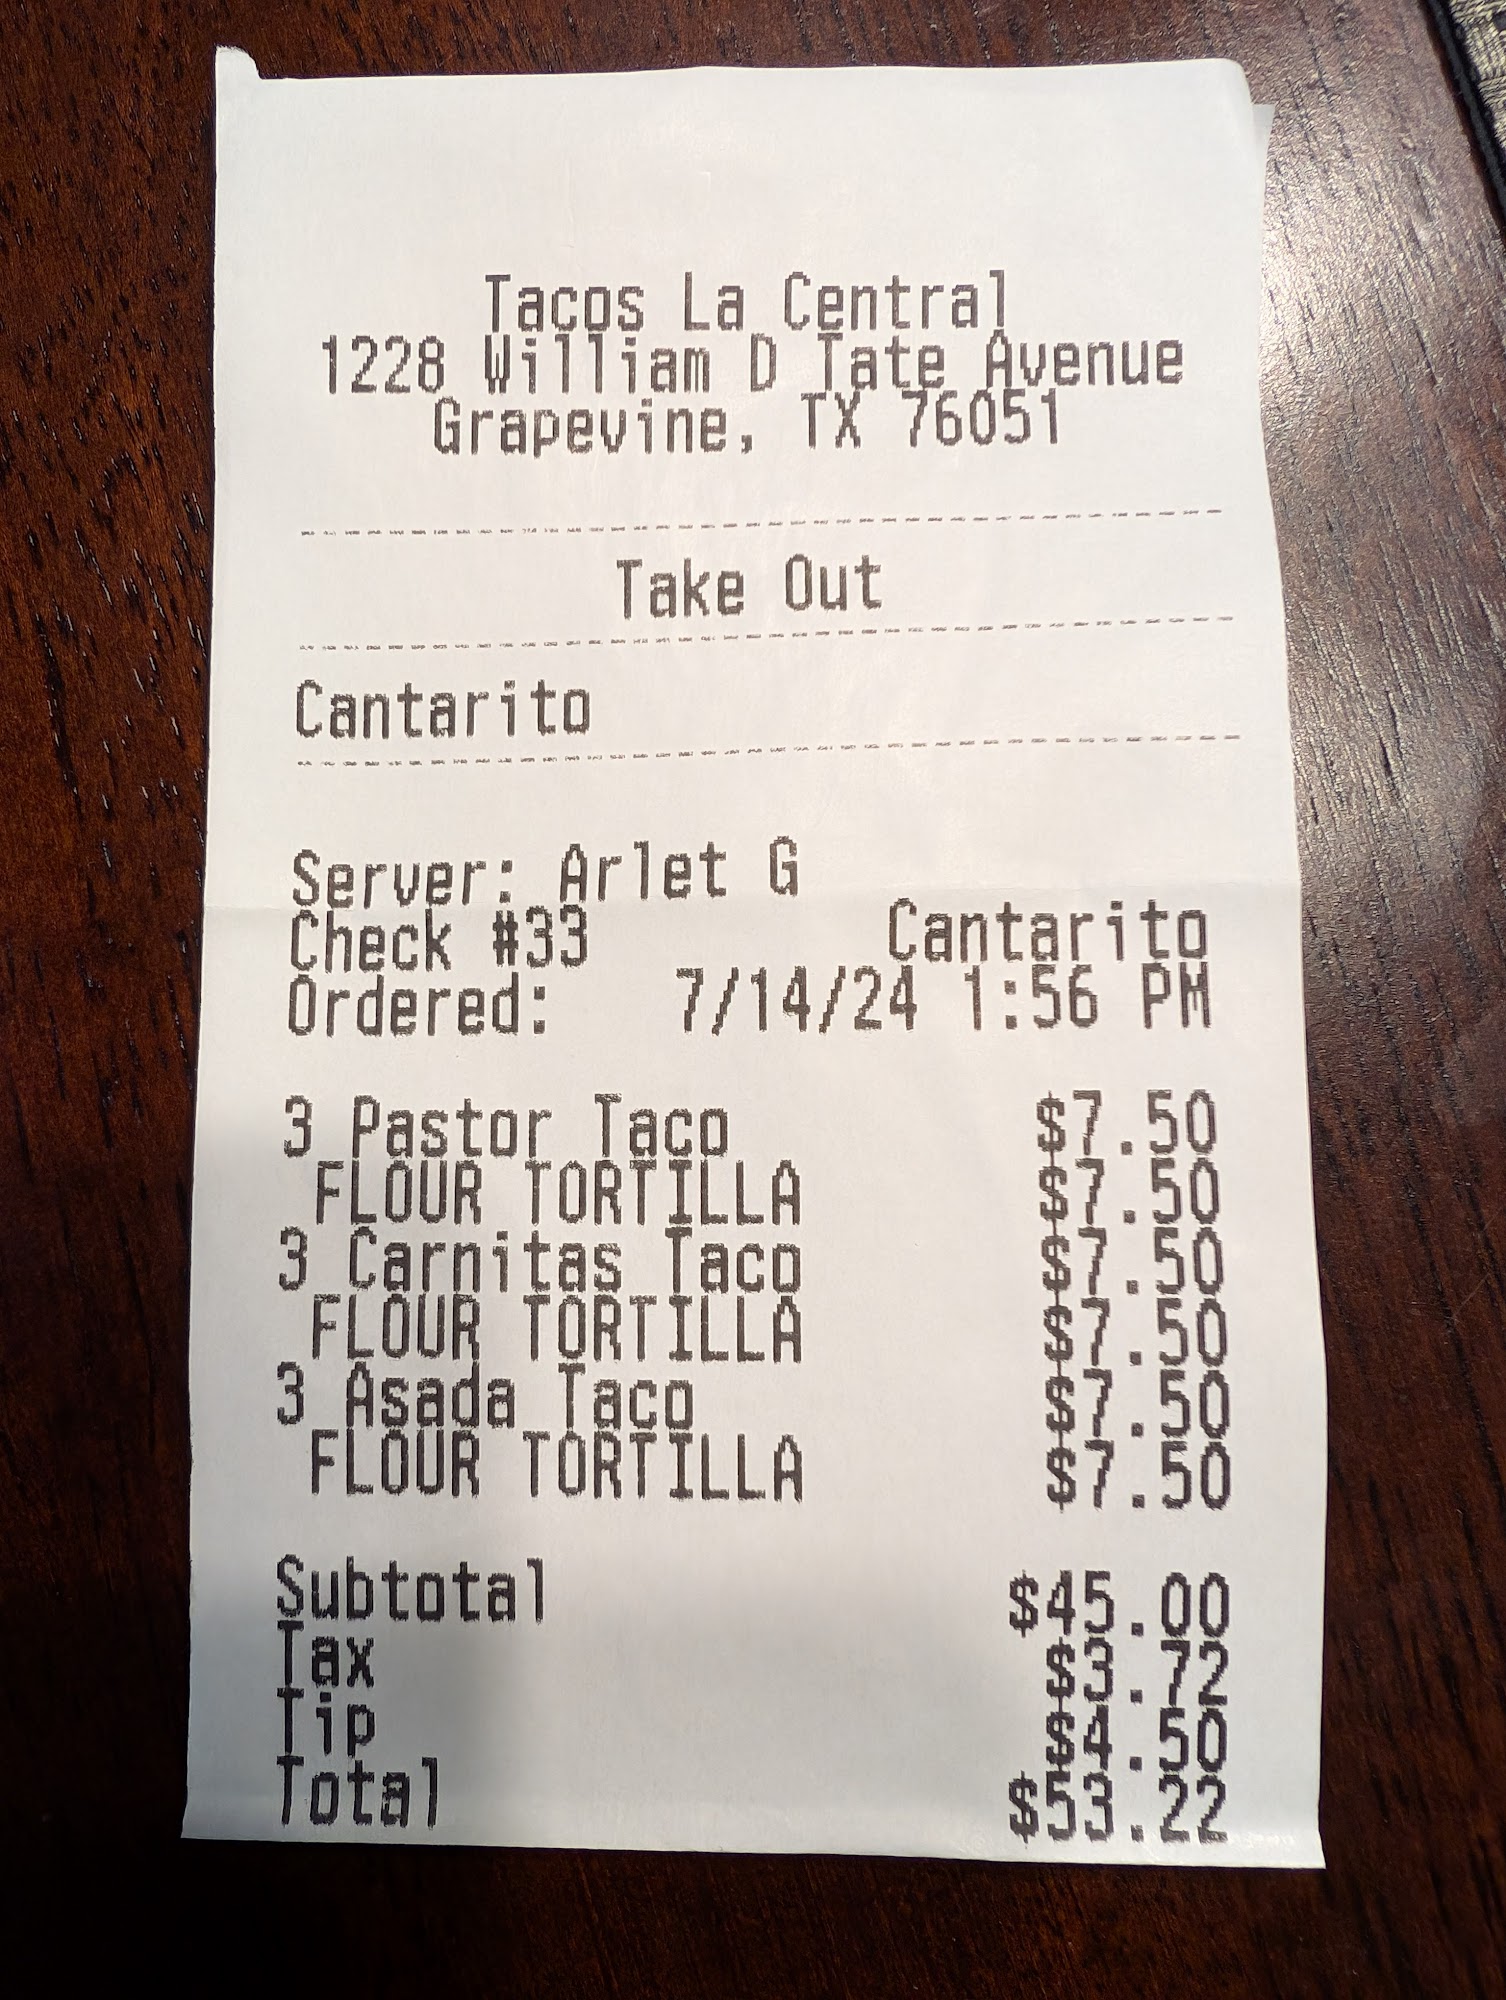 Tacos La Central
1228 William D Tate Avenue
Grapevine, TX 76051
Take Out
Cantarito
Server: Arlet G
Check #33 Cantarito
Ordered: 7/14/24 1:56 PM
3 Pastor Taco $7.50
FLOUR TORTILLA $7.50
3 Carnitas Taco $7.50
FLOUR TORTILLA $7.50
3 Asada Taco $7.50
FLOUR TORTILLA $7.50
Subtotal $45.00
Tax $3.72
Tip $4.50
Total $53.22